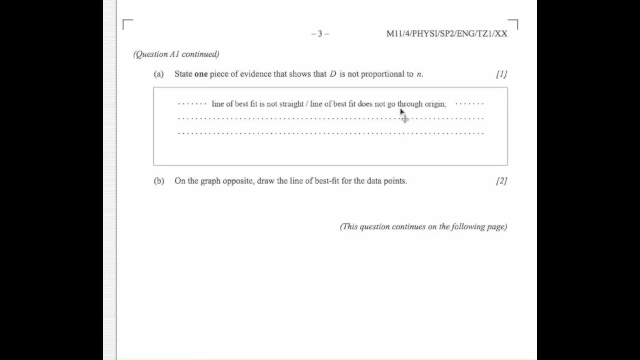 – 3 –
M11/4/PHYSI/SP2/ENG/TZ1/XX
(Question A1 continued)
(a) State one piece of evidence that shows that D is not proportional to n. [1]
line of best fit is not straight / line of best fit does not go through origin;
(b) On the graph opposite, draw the line of best-fit for the data points. [2]
(This question continues on the following page)